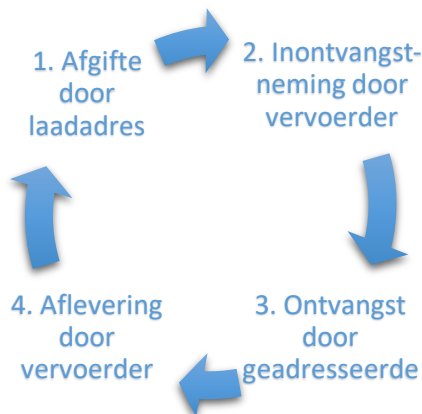 1. Afgifte
door
laadadres
2. Inontvangst-
neming door
vervoerder
3. Ontvangst
door
geadresseerde
4. Aflevering
door
vervoerder